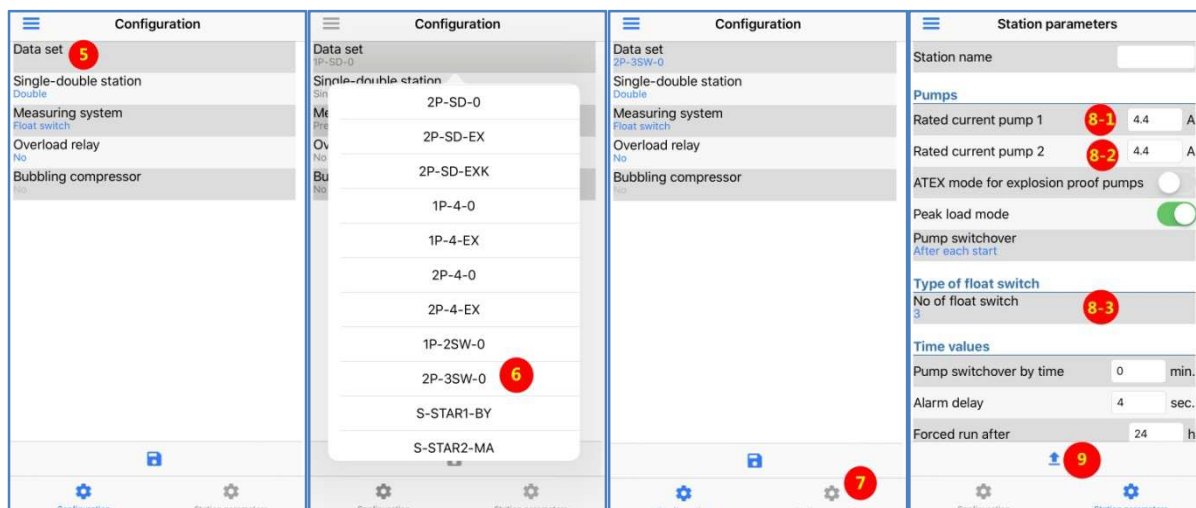 Configuration
Data set
5
Single-double station
Double
Measuring system
Float switch
Overload relay
No
Bubbling compressor
No
Station parameters
Configuration
Data set
1P-SD-0
Single-double station
2P-SD-0
2P-SD-EX
2P-SD-EXK
1P-4-0
1P-4-EX
2P-4-0
2P-4-EX
1P-2SW-0
2P-3SW-0
6
S-STAR1-BY
S-STAR2-MA
No
No
Configuration
Data set
2P-3SW-0
Single-double station
Double
Measuring system
Float switch
Overload relay
No
Bubbling compressor
No
7
Station parameters
Station name
Pumps
Rated current pump 1 8-1 4.4 A
Rated current pump 2 8-2 4.4 A
ATEX mode for explosion proof pumps
Peak load mode
Pump switchover
After each start
Type of float switch
No of float switch
3
8-3
Time values
Pump switchover by time 0 min.
Alarm delay 4 sec.
Forced run after 24 h
9